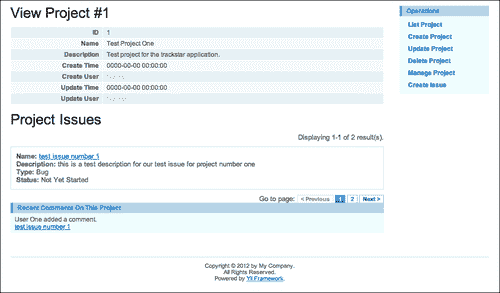 View Project #1
ID 1
Name Test Project One
Description Test project for the trackstar application.
Create Time 0000-00-00 00:00:00
Create User
Update Time 0000-00-00 00:00:00
Update User
Project Issues
Displaying 1-1 of 2 result(s).
Name: test issue number 1
Description: this is a test description for our test issue for project number one
Type: Bug
Status: Not Yet Started
Go to page: < Previous 1 2 Next >
Recent Comments On This Project
User One added a comment.
test issue number 1
Operations
List Project
Create Project
Update Project
Delete Project
Manage Project
Create Issue
Copyright © 2012 by My Company.
All Rights Reserved.
Powered by Yii Framework.